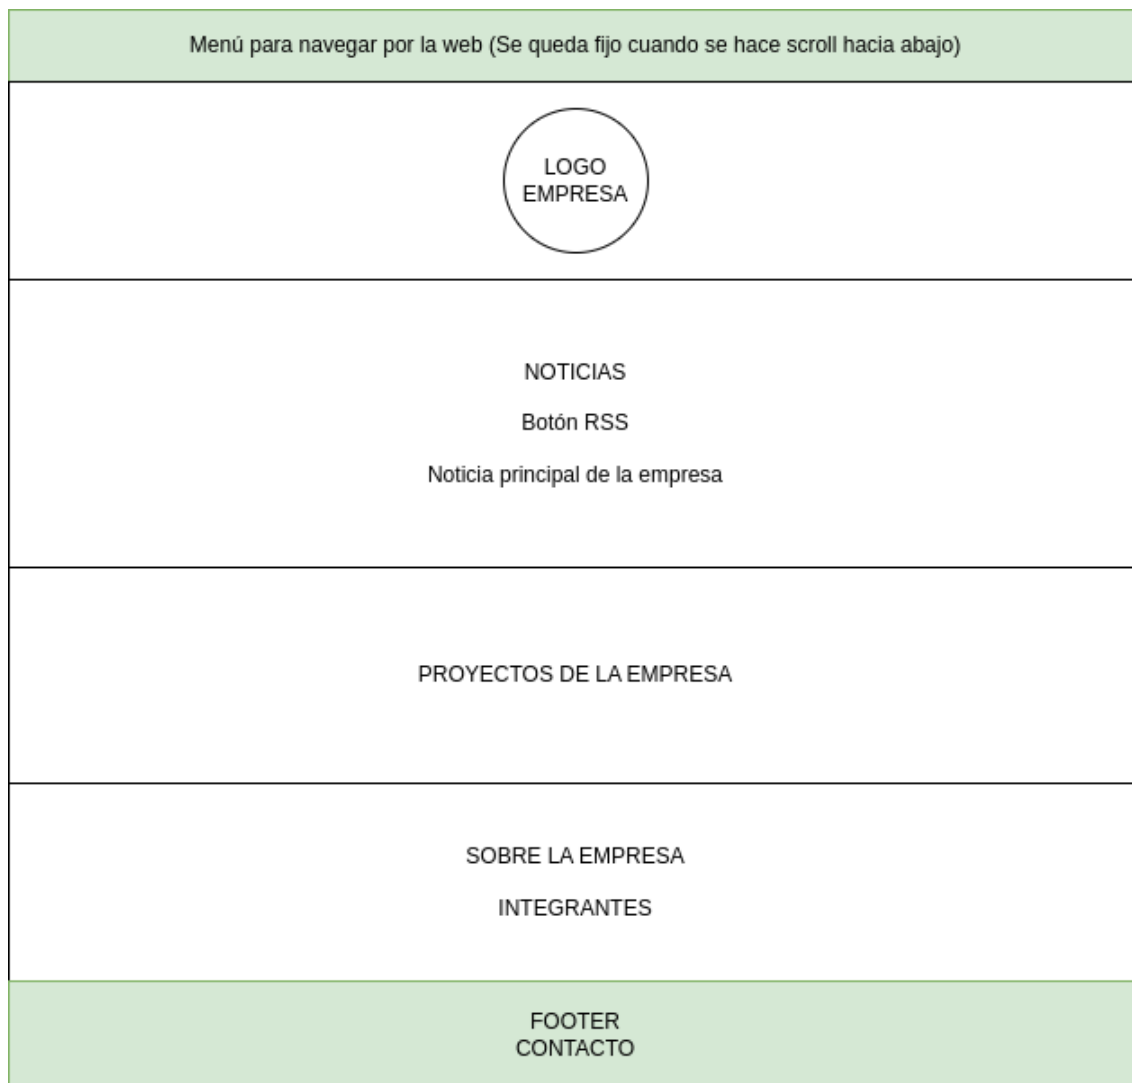 Menú para navegar por la web (Se queda fijo cuando se hace scroll hacia abajo)
LOGO
EMPRESA
NOTICIAS
Botón RSS
Noticia principal de la empresa
PROYECTOS DE LA EMPRESA
SOBRE LA EMPRESA
INTEGRANTES
FOOTER
CONTACTO